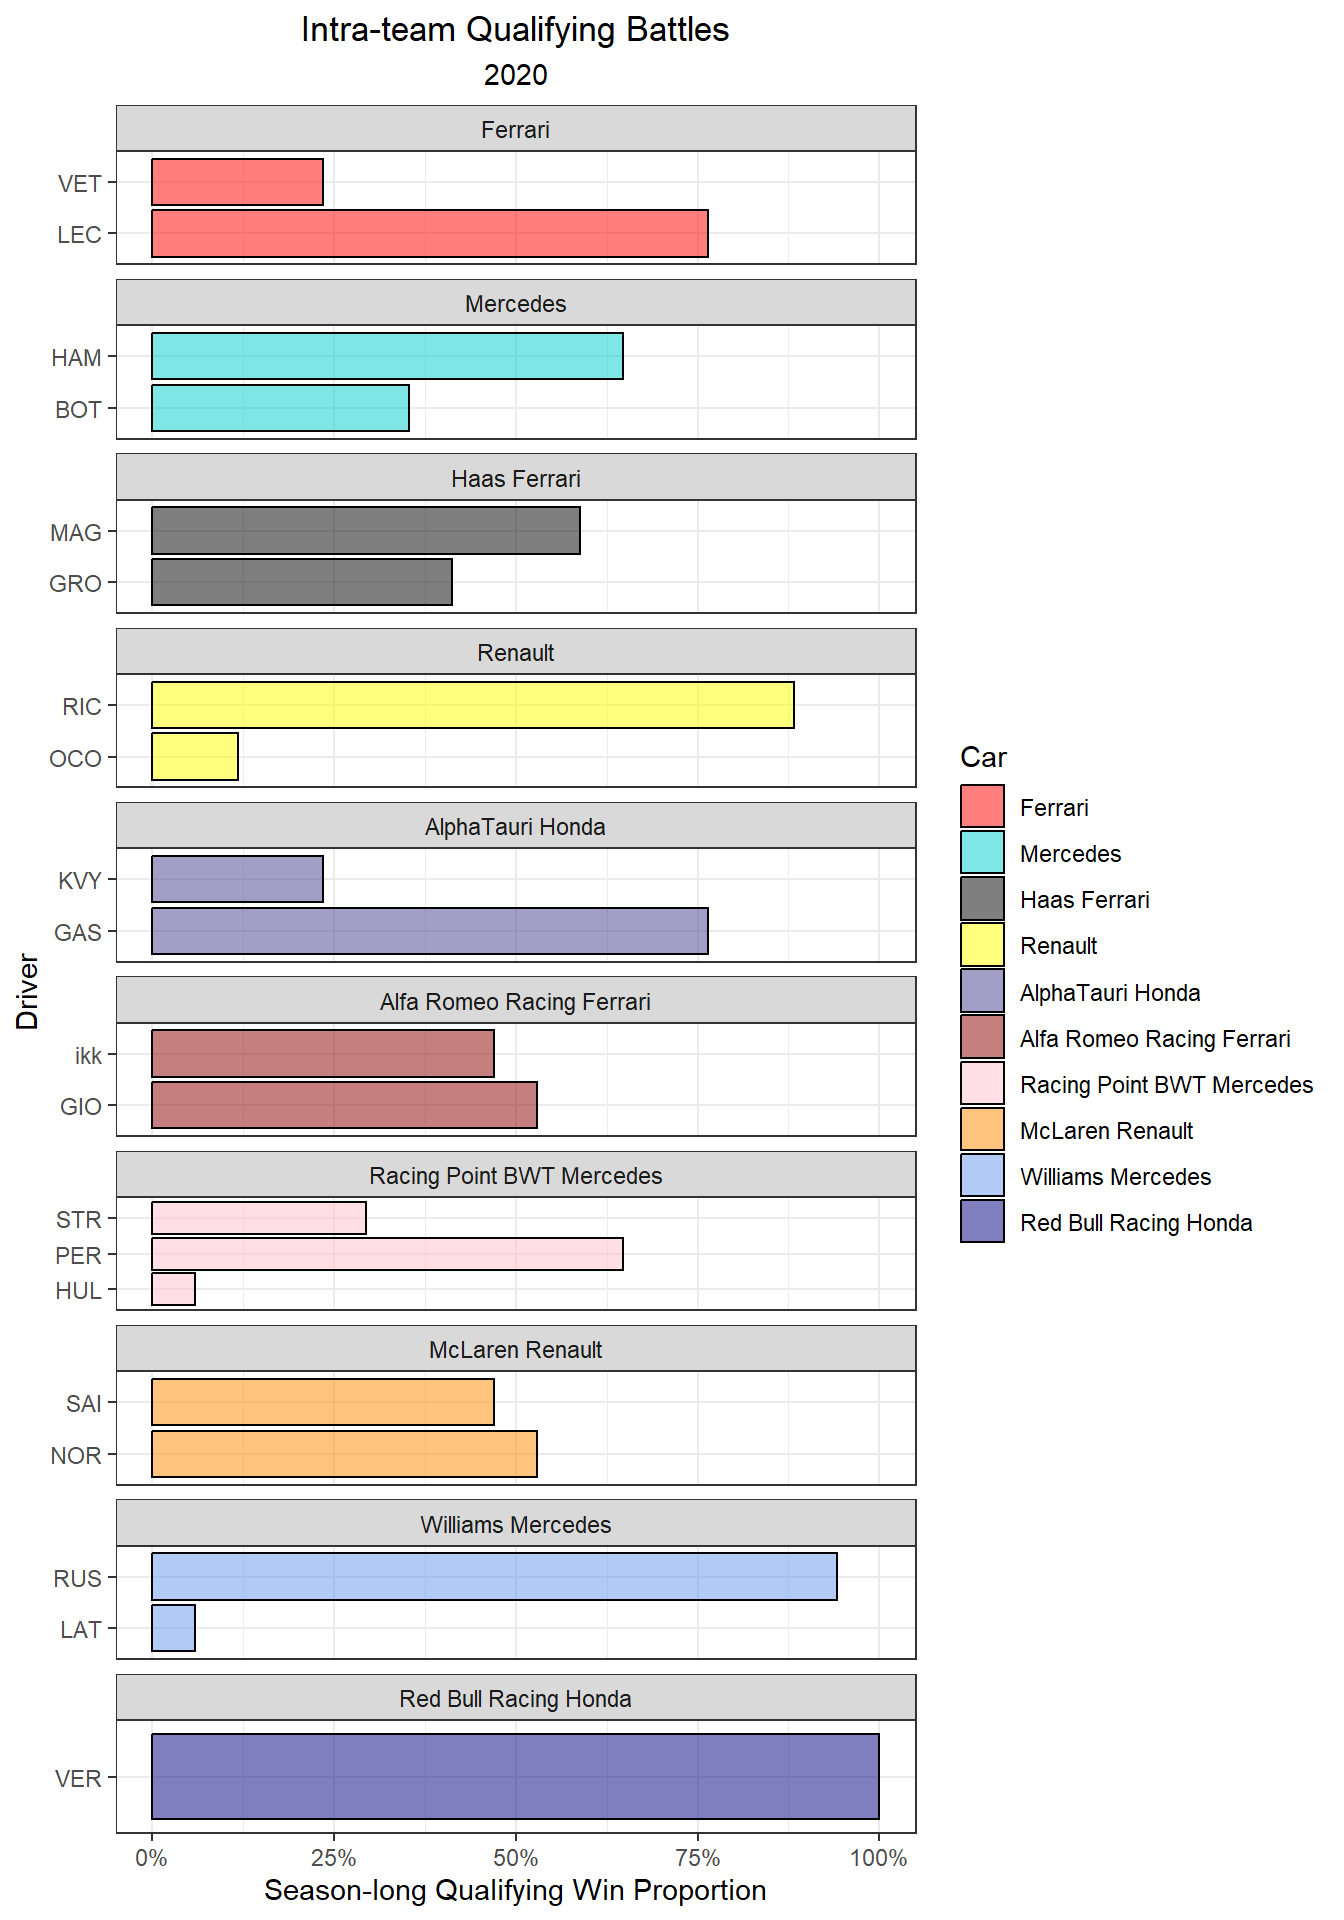 Intra-team Qualifying Battles
2020
Ferrari
VET
LEC
Mercedes
HAM
BOT
Haas Ferrari
MAG
GRO
Renault
RIC
OCO
AlphaTauri Honda
KVY
GAS
Alfa Romeo Racing Ferrari
ikk
GIO
Racing Point BWT Mercedes
STR
PER
HUL
McLaren Renault
SAI
NOR
Williams Mercedes
RUS
LAT
Red Bull Racing Honda
VER
0% 25% 50% 75% 100%
Season-long Qualifying Win Proportion
Driver
Car
Ferrari
Mercedes
Haas Ferrari
Renault
AlphaTauri Honda
Alfa Romeo Racing Ferrari
Racing Point BWT Mercedes
McLaren Renault
Williams Mercedes
Red Bull Racing Honda